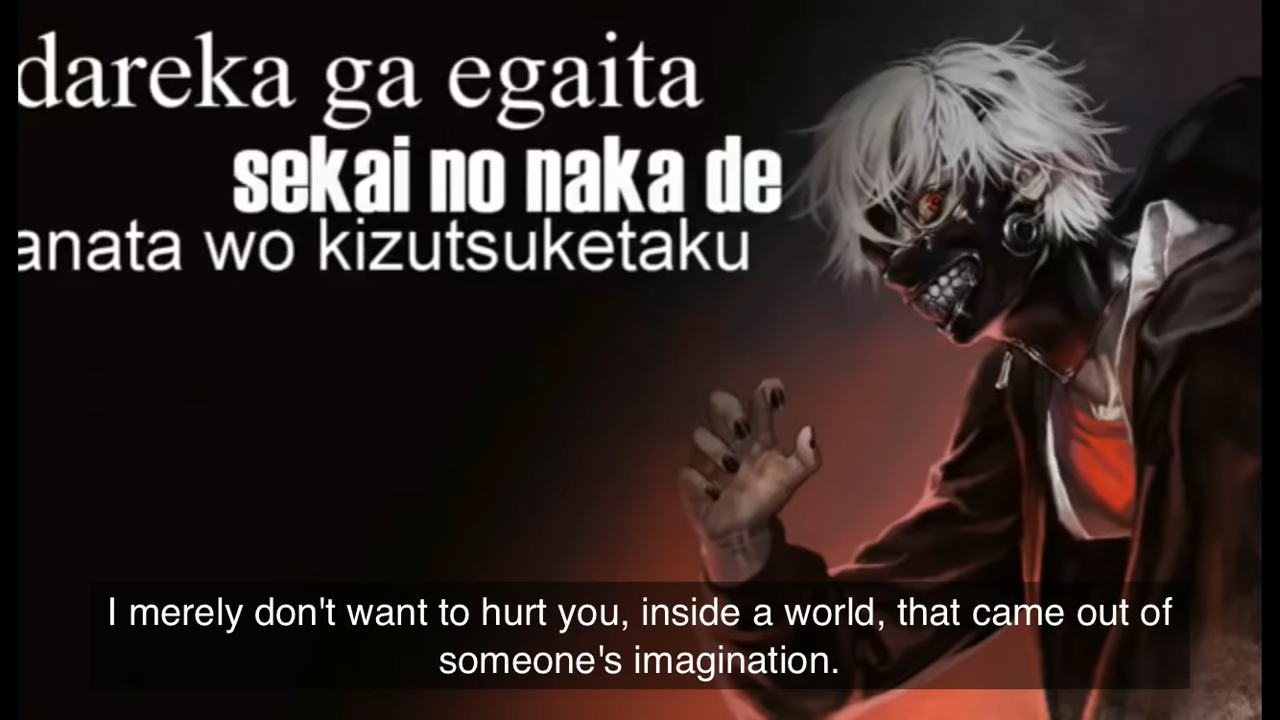 dareka ga egaita
sekai no naka de
anata wo kizutsuketaku
I merely don't want to hurt you, inside a world, that came out of
someone's imagination.